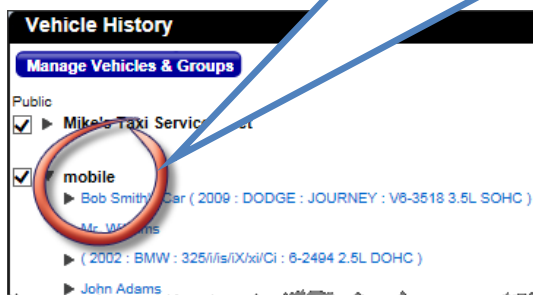 Vehicle History
Manage Vehicles & Groups
Public
Mike's Taxi Service
mobile
Bob Smith's Car ( 2009 : DODGE : JOURNEY : V6-3518 3.5L SOHC )
Mr. Williams
( 2002 : BMW : 325/i/is/iX/xi/Ci : 6-2494 2.5L DOHC )
John Adams